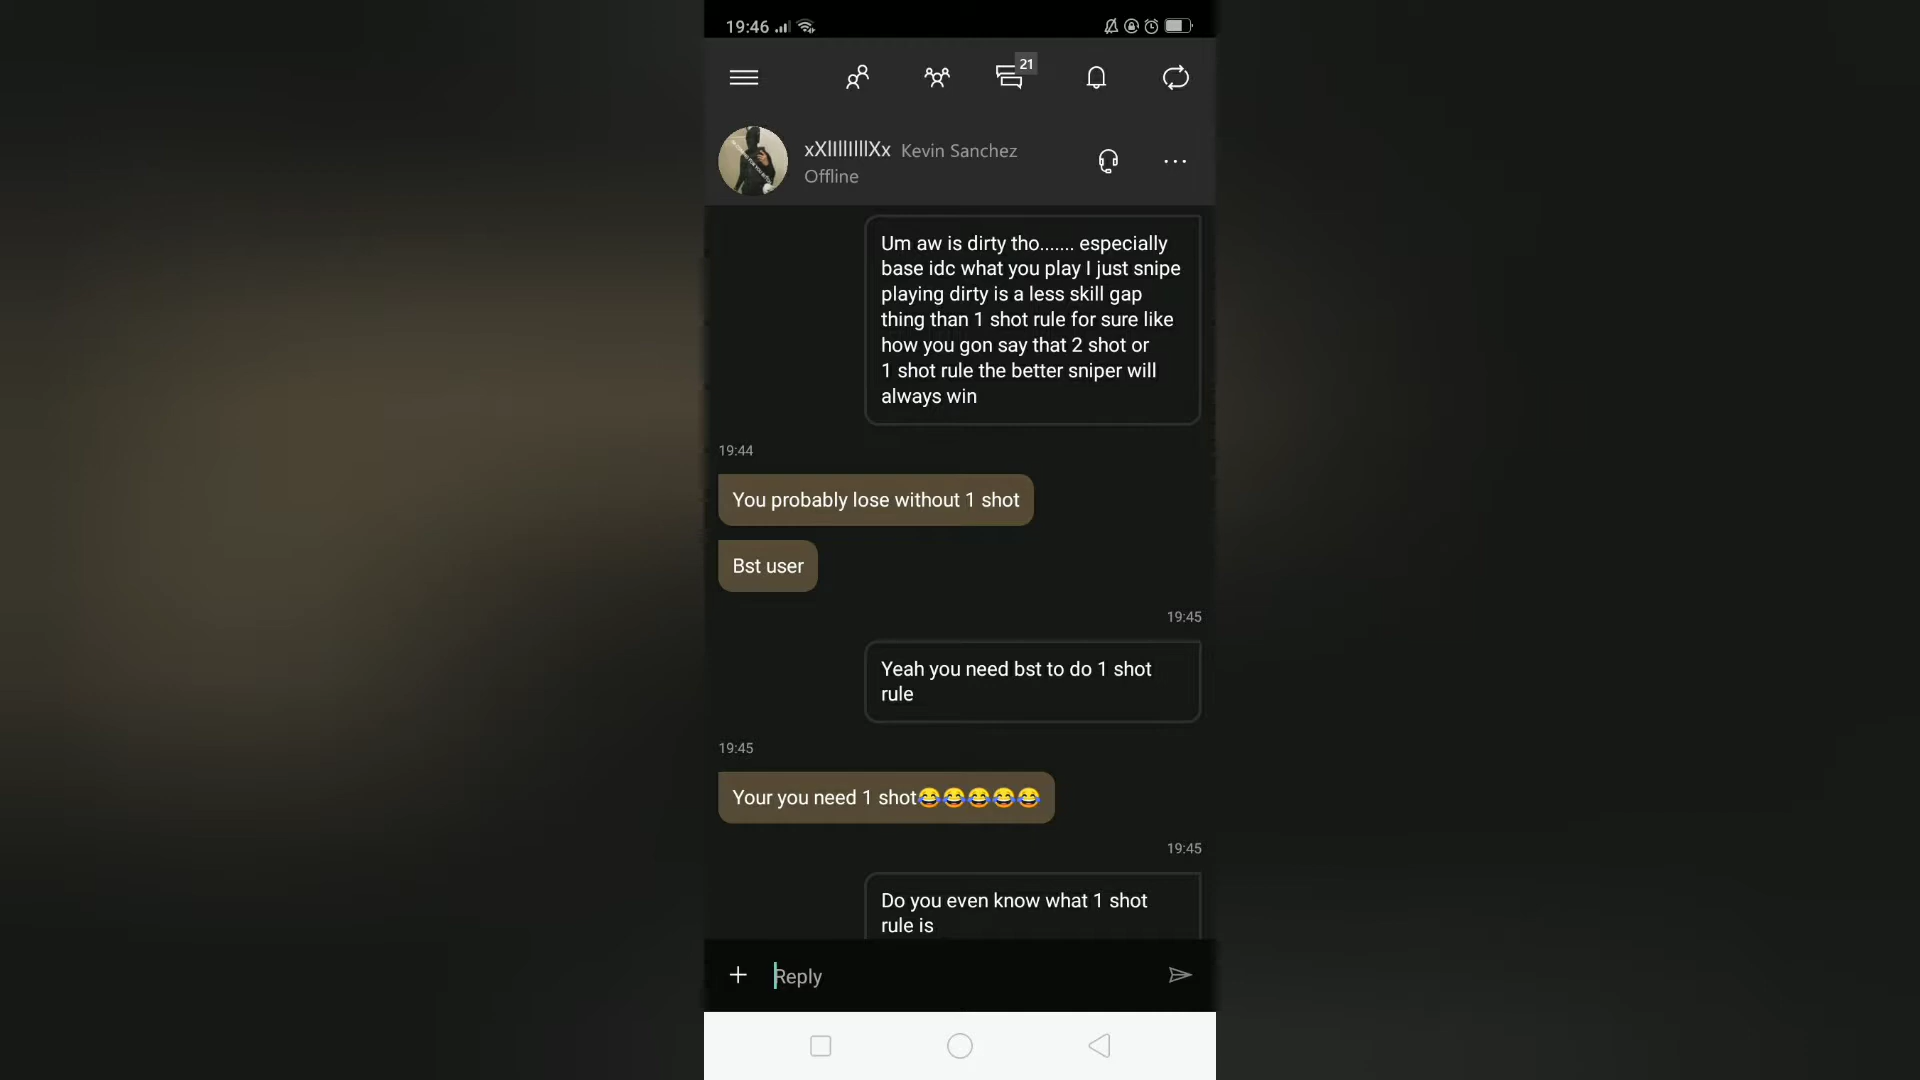 19:46
21
xXIIIIIIIIXx Kevin Sanchez
Offline
Um aw is dirty tho....... especially
base idc what you play I just snipe
playing dirty is a less skill gap
thing than 1 shot rule for sure like
how you gon say that 2 shot or
1 shot rule the better sniper will
always win
19:44
You probably lose without 1 shot
Bst user
19:45
Yeah you need bst to do 1 shot
rule
19:45
Your you need 1 shot😂😂😂😂😂
19:45
Do you even know what 1 shot
rule is
Reply